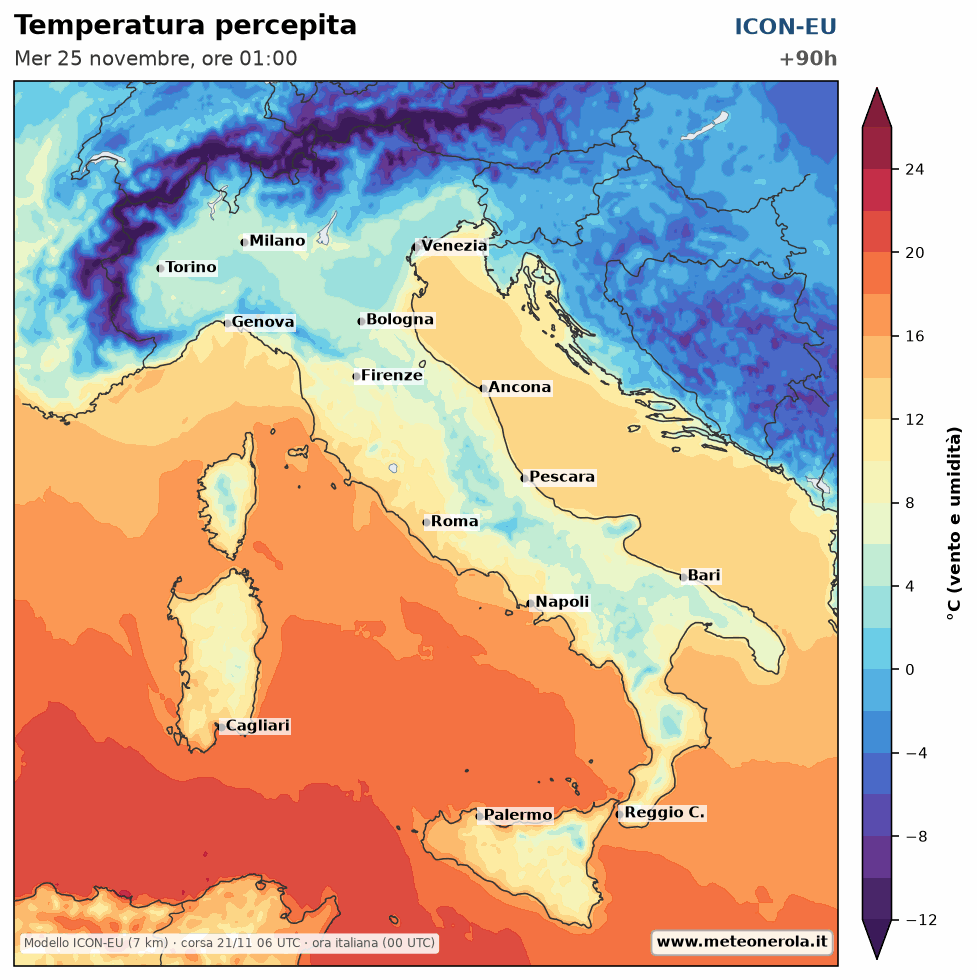 Temperatura percepita
ICON-EU
Mer 25 novembre, ore 01:00
+90h
Milano
Venezia
Torino
Genova
Bologna
Firenze
Ancona
Pescara
Roma
Bari
Napoli
Cagliari
Palermo
Reggio C.
24
20
16
12
8
4
0
−4
−8
−12
°C (vento e umidità)
Modello ICON-EU (7 km) · corsa 21/11 06 UTC · ora italiana (00 UTC)
www.meteonerola.it